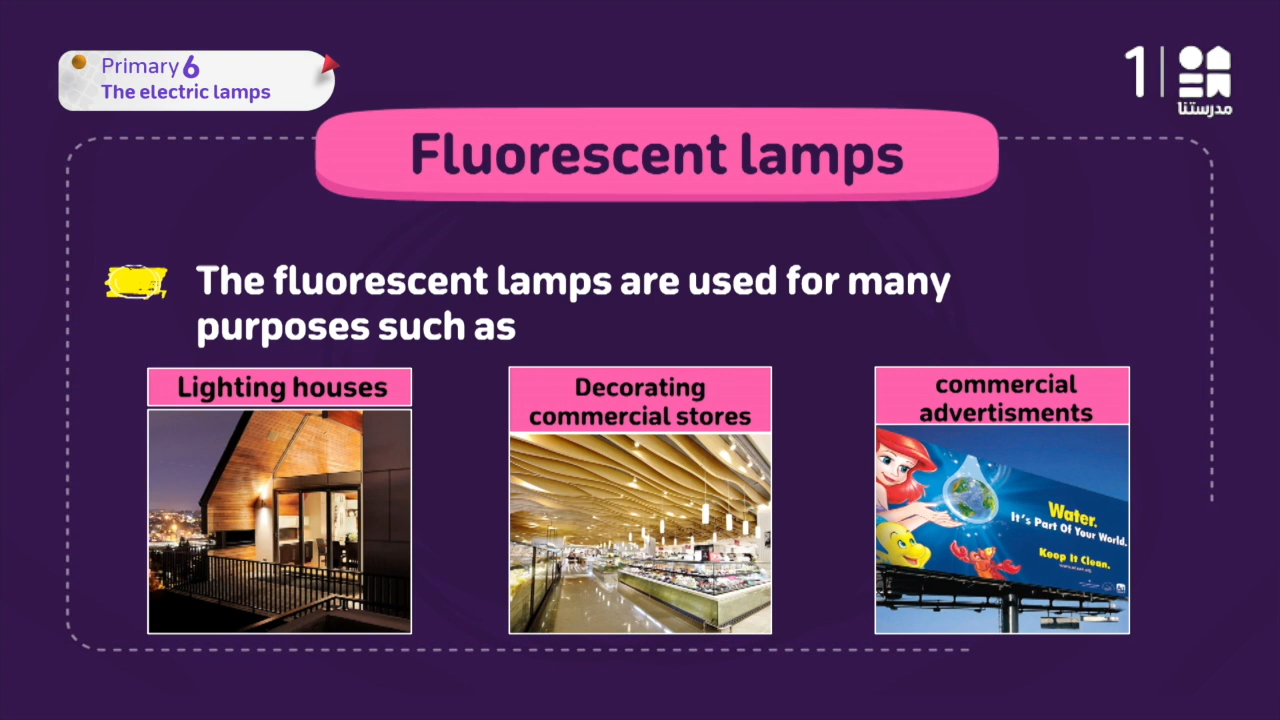 Primary 6
The electric lamps
1
مدرستنا
Fluorescent lamps
The fluorescent lamps are used for many
purposes such as
Lighting houses
Decorating
commercial stores
commercial
advertisments
Water.
It's Part Of Your World.
Keep It Clean.